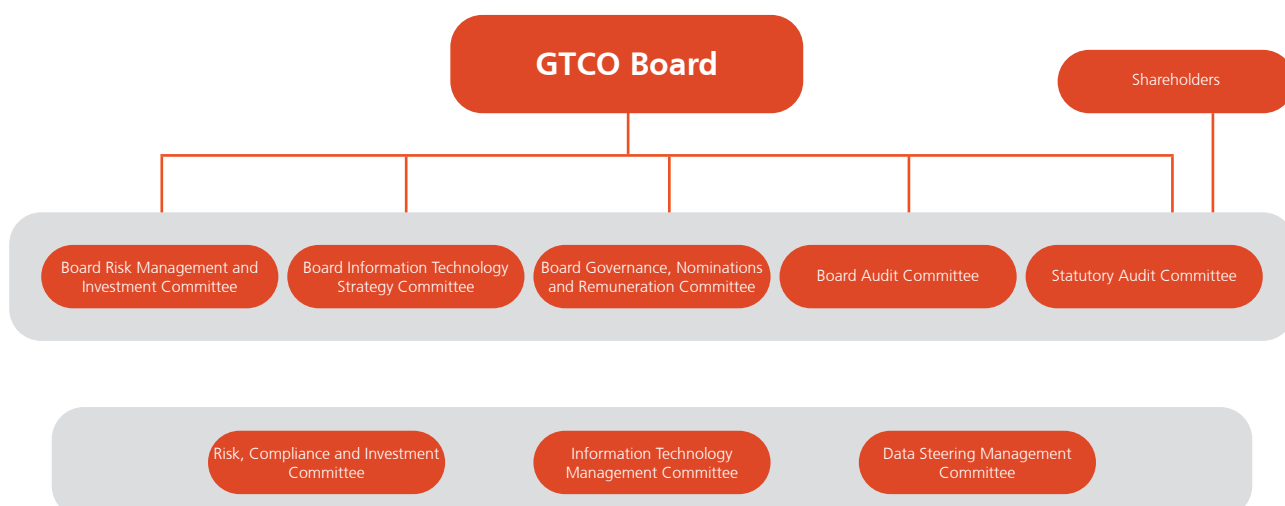 GTCO Board
Shareholders
Board Risk Management and
Investment Committee
Board Information Technology
Strategy Committee
Board Governance, Nominations
and Remuneration Committee
Board Audit Committee
Statutory Audit Committee
Risk, Compliance and Investment
Committee
Information Technology
Management Committee
Data Steering Management
Committee